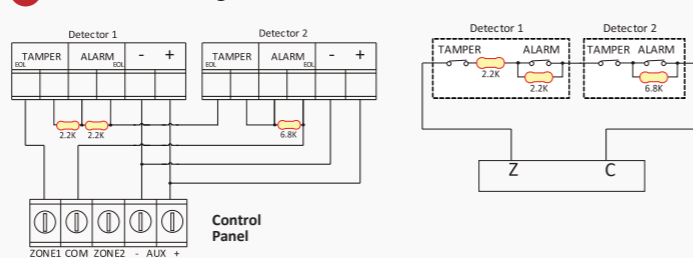 Detector 1
TAMPER ALARM - +
EOL EOL
2.2K 2.2K
Detector 2
TAMPER ALARM - +
EOL EOL
6.8K
ZONE1 COM ZONE2 - AUX +
Control
Panel
Detector 1
TAMPER ALARM
2.2K
2.2K
Detector 2
TAMPER ALARM
6.8K
Z C